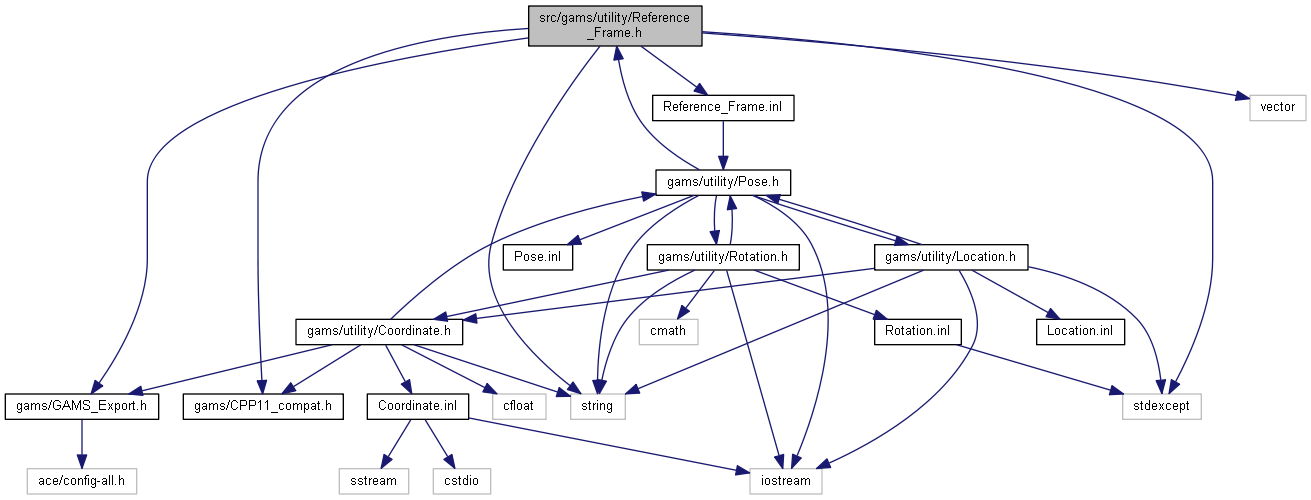 src/gams/utility/Reference
_Frame.h
Reference_Frame.inl
vector
gams/utility/Pose.h
Pose.inl
gams/utility/Rotation.h
gams/utility/Location.h
gams/utility/Coordinate.h
cmath
Rotation.inl
Location.inl
gams/GAMS_Export.h
gams/CPP11_compat.h
Coordinate.inl
cfloat
string
stdexcept
ace/config-all.h
sstream
cstdio
iostream